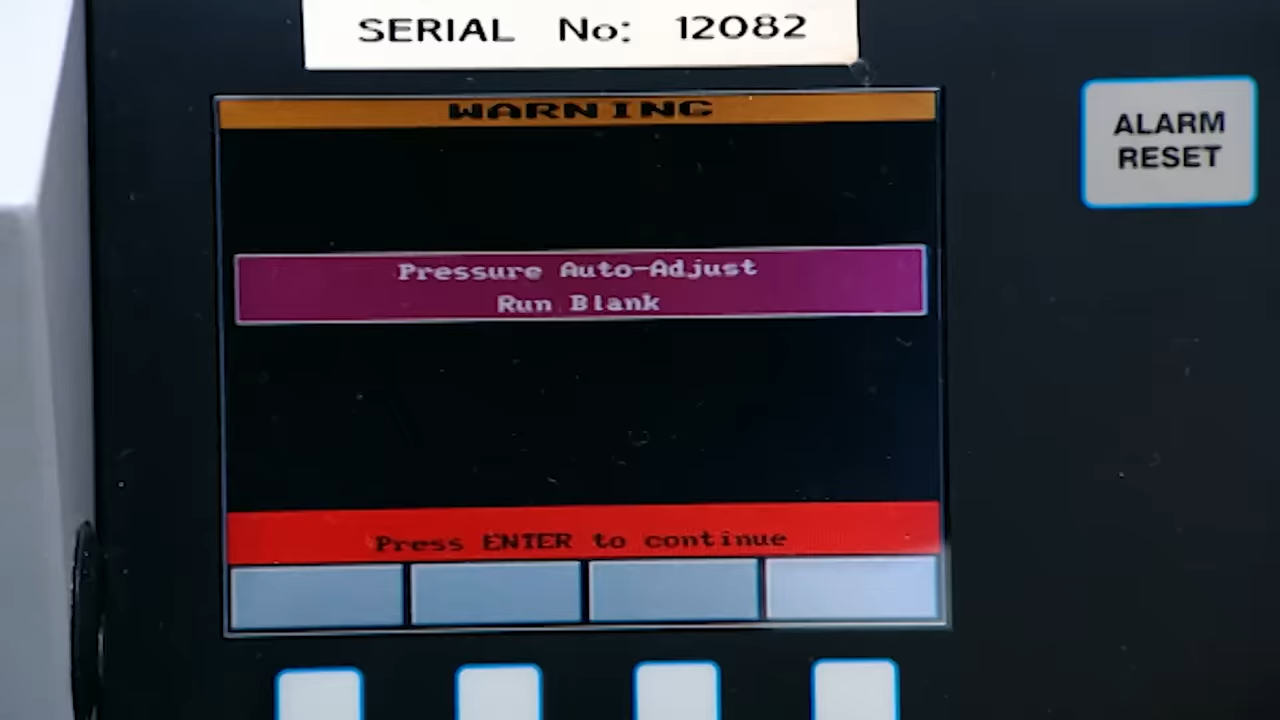 SERIAL No: 12082
WARNING
ALARM
RESET
Pressure Auto-Adjust
Run Blank
Press ENTER to continue